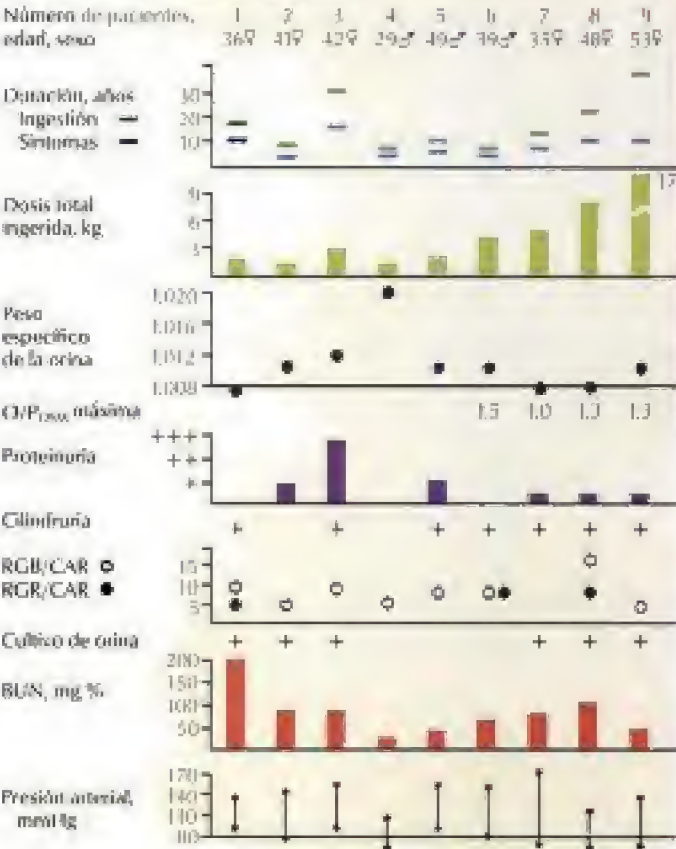 Número de pacientes, 1 2 3 4 5 6 7 8 9
edad, sexo 36♀ 41♀ 42♀ 29♂ 49♂ 39♂ 35♀ 48♀ 53♀
Duración, años
Ingestión
Síntomas
30
20
10
Dosis total
ingerida, kg
9
6
3
17
Peso
específico
de la orina
1.020
1.016
1.012
1.008
máxima 1.5 1.0 1.3 1.3
Proteinuria
+++
++
+
Cilindruria + + + + + + +
RGB/CAR
RGR/CAR
15
10
5
Cultivo de orina + + + + + +
BUN, mg %
200
150
100
50
Presión arterial,
mmHg
170
140
110
80